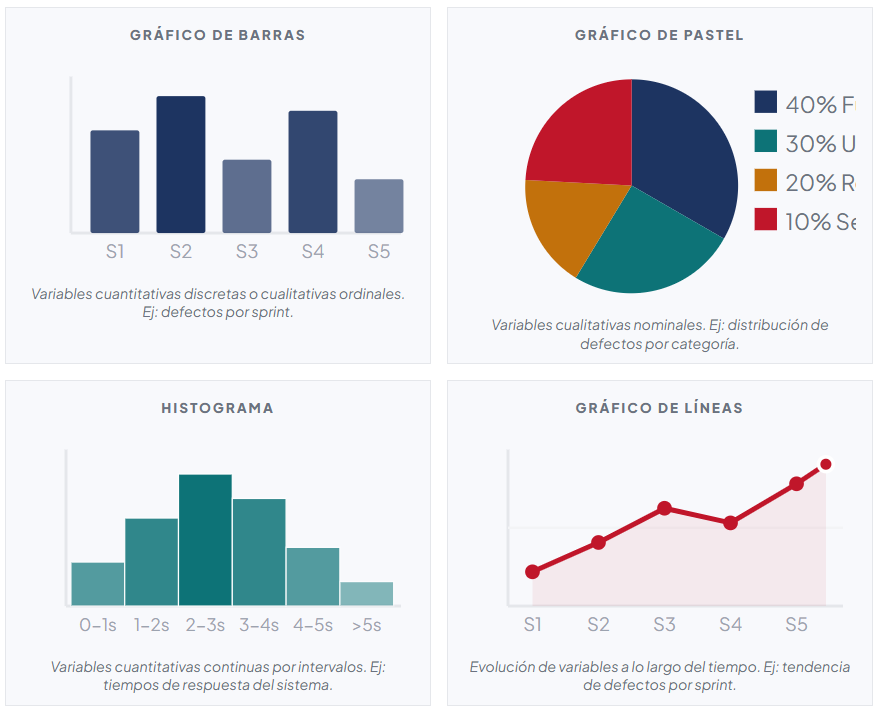 GRÁFICO DE BARRAS
S1 S2 S3 S4 S5
Variables cuantitativas discretas o cualitativas ordinales.
Ej: defectos por sprint.
GRÁFICO DE PASTEL
40%
30% U
20%
10% Se
Variables cualitativas nominales. Ej: distribución de
defectos por categoría.
HISTOGRAMA
0–1s 1–2s 2–3s 3–4s 4–5s >5s
Variables cuantitativas continuas por intervalos. Ej:
tiempos de respuesta del sistema.
GRÁFICO DE LÍNEAS
S1 S2 S3 S4 S5
Evolución de variables a lo largo del tiempo. Ej: tendencia
de defectos por sprint.